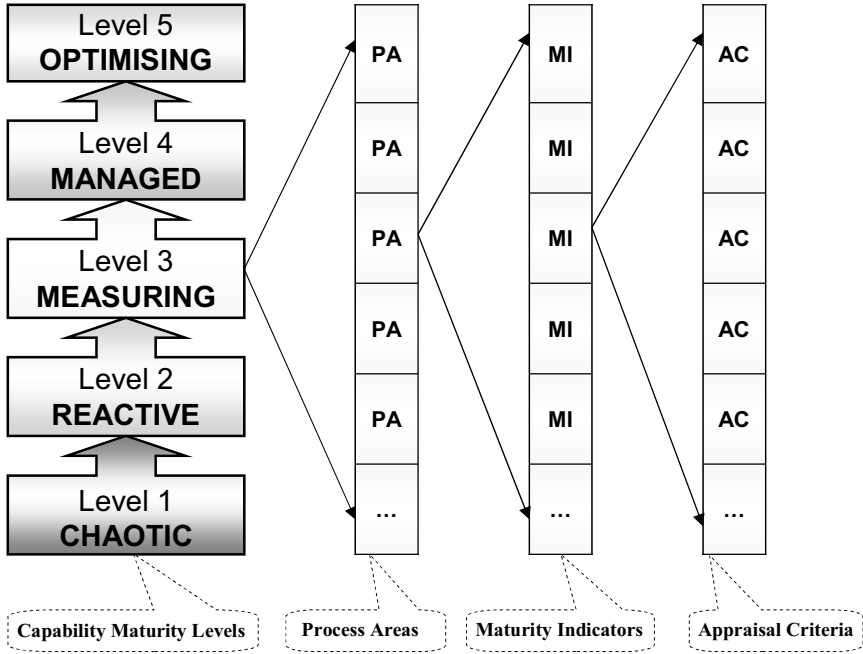 Level 5
OPTIMISING
Level 4
MANAGED
Level 3
MEASURING
Level 2
REACTIVE
Level 1
CHAOTIC
PA
PA
PA
PA
PA
...
MI
MI
MI
MI
MI
...
AC
AC
AC
AC
AC
...
Capability Maturity Levels
Process Areas
Maturity Indicators
Appraisal Criteria